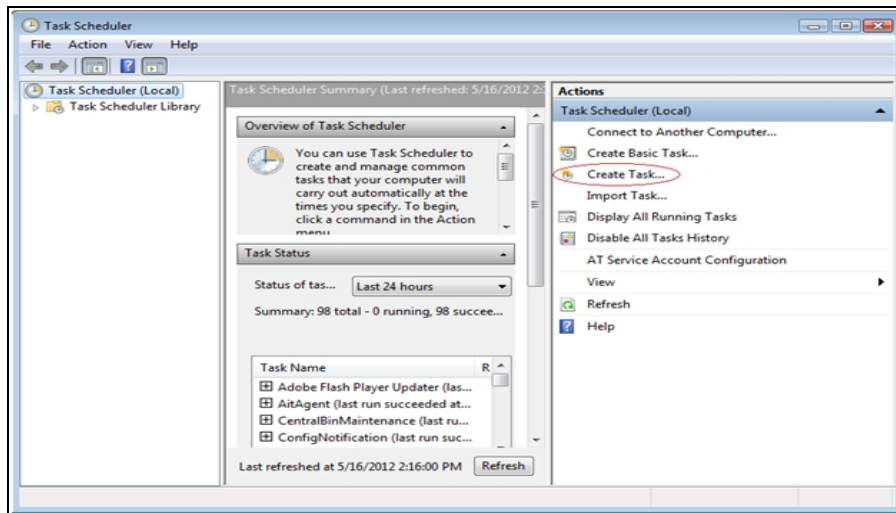 Task Scheduler
File Action View Help
Task Scheduler (Local)
Task Scheduler Library
Task Scheduler Summary (Last refreshed: 5/16/2012 2:
Overview of Task Scheduler
You can use Task Scheduler to
create and manage common
tasks that your computer will
carry out automatically at the
times you specify. To begin,
click a command in the Action
menu
Task Status
Status of tas... Last 24 hours
Summary: 98 total - 0 running, 98 succee...
Task Name R
Adobe Flash Player Updater (las...
AitAgent (last run succeeded at...
CentralBinMaintenance (last ru...
ConfigNotification (last run suc...
Last refreshed at 5/16/2012 2:16:00 PM Refresh
Actions
Task Scheduler (Local)
Connect to Another Computer...
Create Basic Task...
Create Task...
Import Task...
Display All Running Tasks
Disable All Tasks History
AT Service Account Configuration
View
Refresh
Help